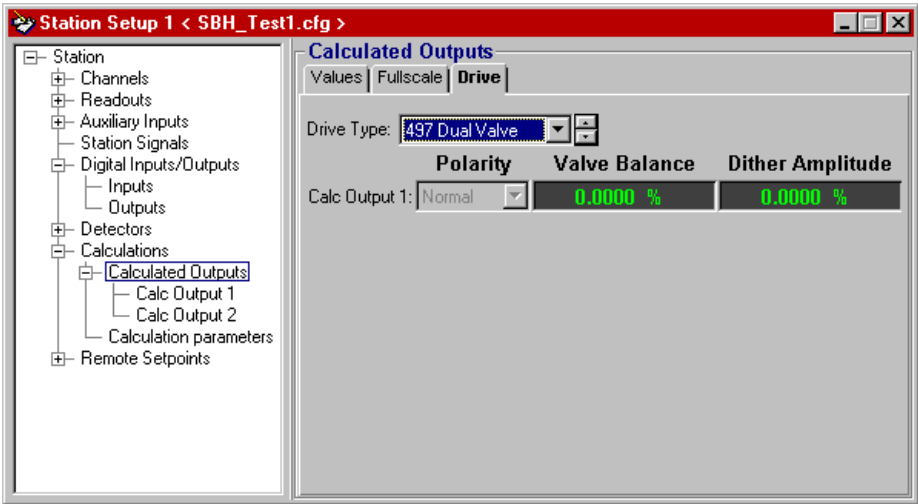 Station Setup 1 < SBH_Test1.cfg >
Station
Channels
Readouts
Auxiliary Inputs
Station Signals
Digital Inputs/Outputs
Inputs
Outputs
Detectors
Calculations
Calculated Outputs
Calc Output 1
Calc Output 2
Calculation parameters
Remote Setpoints
Calculated Outputs
Values Fullscale Drive
Drive Type: 497 Dual Valve
Polarity Valve Balance Dither Amplitude
Calc Output 1: Normal 0.0000 % 0.0000 %